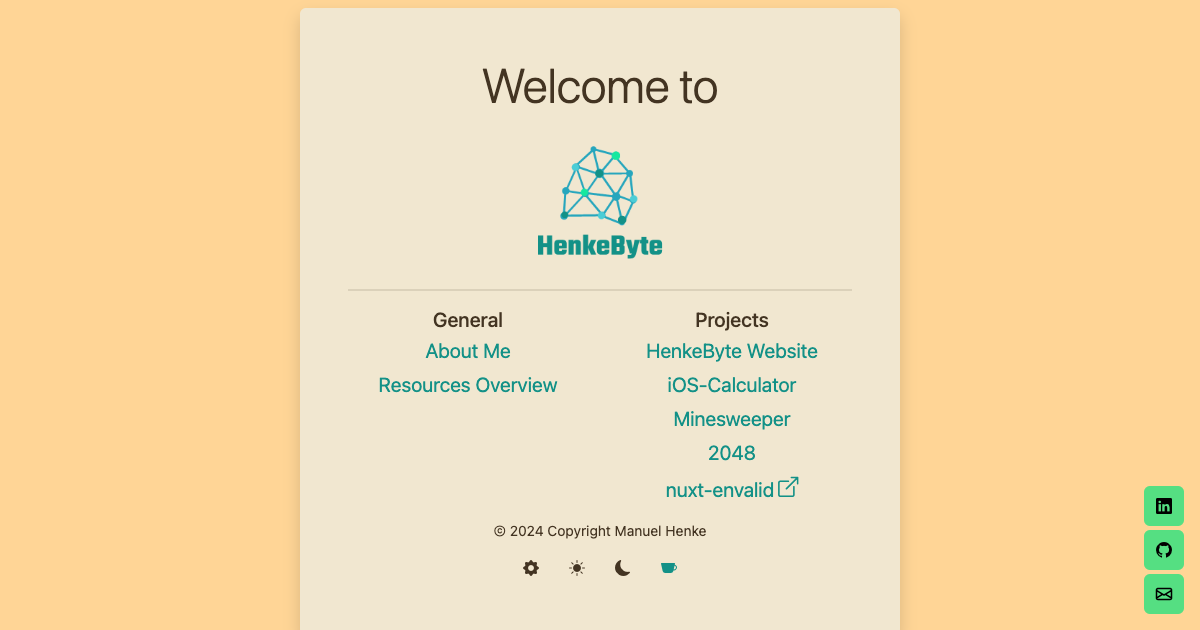 Welcome to
HenkeByte
General
About Me
Resources Overview
Projects
HenkeByte Website
iOS-Calculator
Minesweeper
2048
nuxt-envalid
© 2024 Copyright Manuel Henke
in